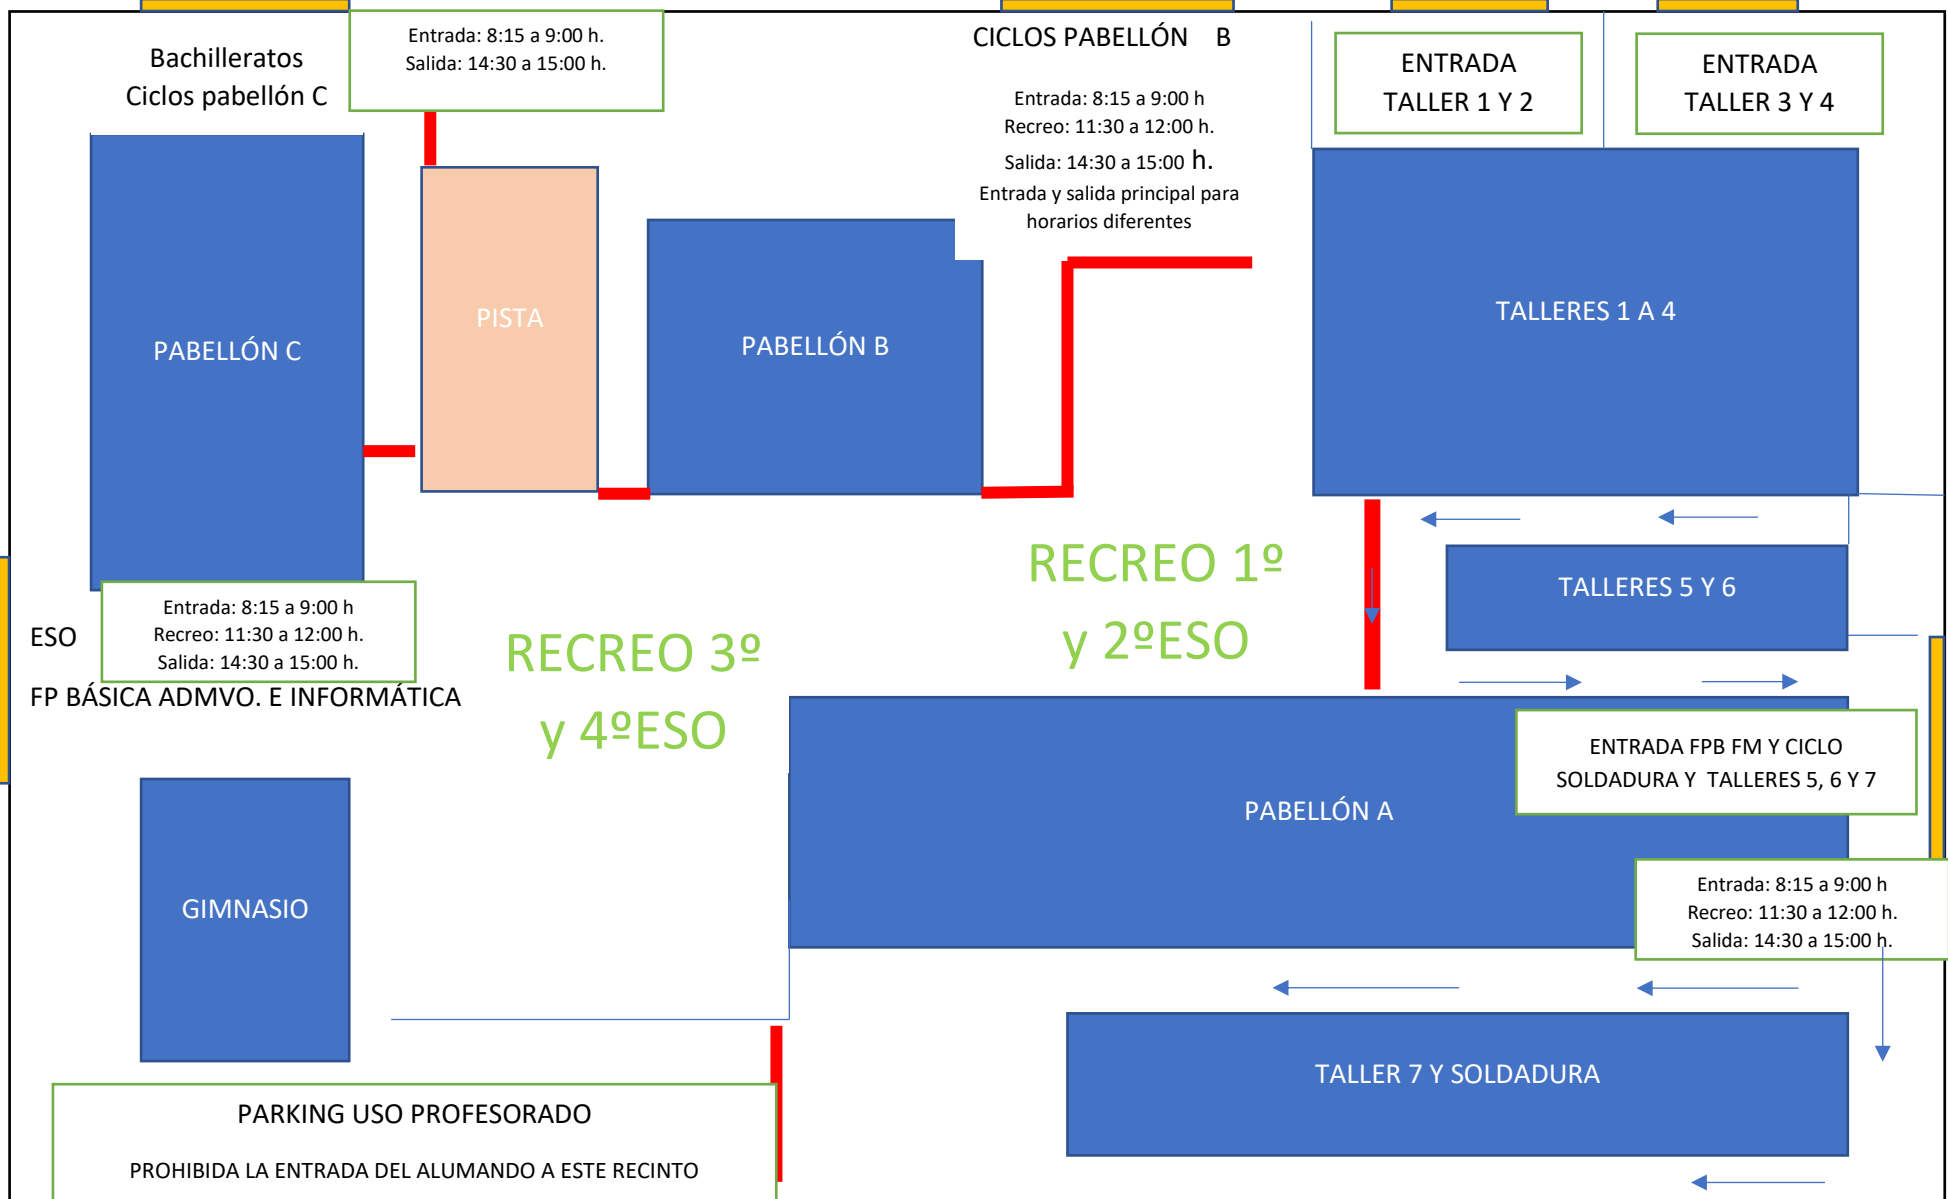 Bachilleratos
Ciclos pabellón C
Entrada: 8:15 a 9:00 h.
Salida: 14:30 a 15:00 h.
CICLOS PABELLÓN B
Entrada: 8:15 a 9:00 h
Recreo: 11:30 a 12:00 h.
Salida: 14:30 a 15:00 h.
Entrada y salida principal para
horarios diferentes
ENTRADA
TALLER 1 Y 2
ENTRADA
TALLER 3 Y 4
PABELLÓN C
PISTA
PABELLÓN B
TALLERES 1 A 4
RECREO 1º
y 2ºESO
TALLERES 5 Y 6
ESO
Entrada: 8:15 a 9:00 h
Recreo: 11:30 a 12:00 h.
Salida: 14:30 a 15:00 h.
FP BÁSICA ADMVO. E INFORMÁTICA
RECREO 3º
y 4ºESO
ENTRADA FPB FM Y CICLO
SOLDADURA Y TALLERES 5, 6 Y 7
PABELLÓN A
Entrada: 8:15 a 9:00 h
Recreo: 11:30 a 12:00 h.
Salida: 14:30 a 15:00 h.
GIMNASIO
TALLER 7 Y SOLDADURA
PARKING USO PROFESORADO
PROHIBIDA LA ENTRADA DEL ALUMANDO A ESTE RECINTO